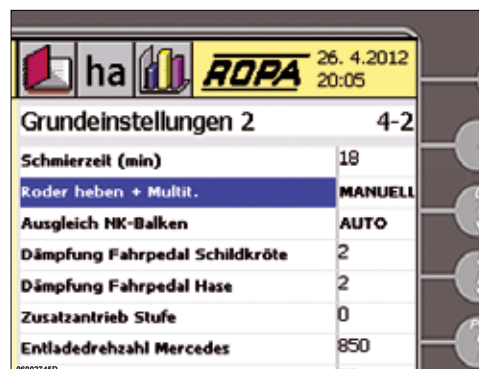 ha ROPA 26. 4.2012
20:05
Grundeinstellungen 2 4-2
Schmierzeit (min) 18
Roder heben + Multit. MANUELL
Ausgleich NK-Balken AUTO
Dämpfung Fahrpedal Schildkröte 2
Dämpfung Fahrpedal Hase 2
Zusatzantrieb Stufe 0
Entladedrehzahl Mercedes 850